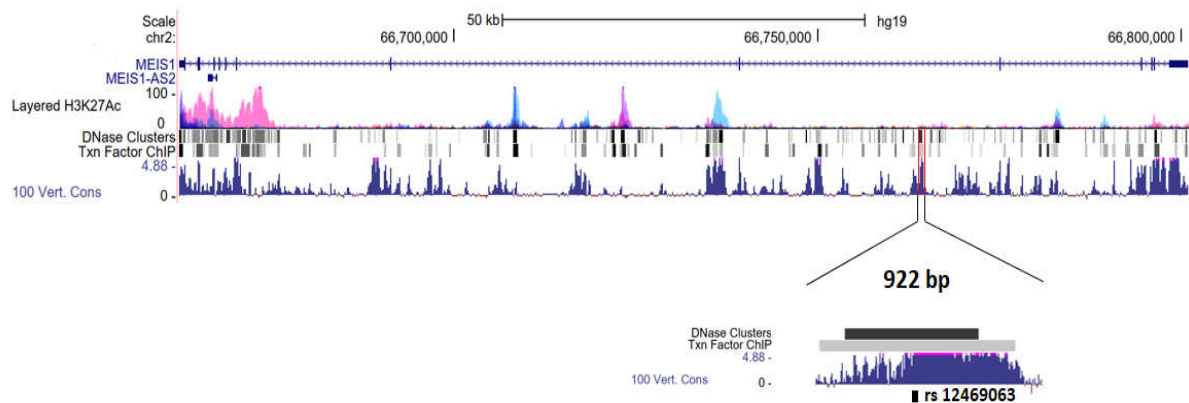 Scale 50 kb hg19
chr2: 66,700,000 66,750,000 66,800,000
MEIS1
MEIS1-AS2
100 -
Layered H3K27Ac
0 -
DNase Clusters
Txn Factor ChIP
4.88 -
100 Vert. Cons
0 -
922 bp
DNase Clusters
Txn Factor ChIP
4.88 -
100 Vert. Cons 0 -
rs 12469063